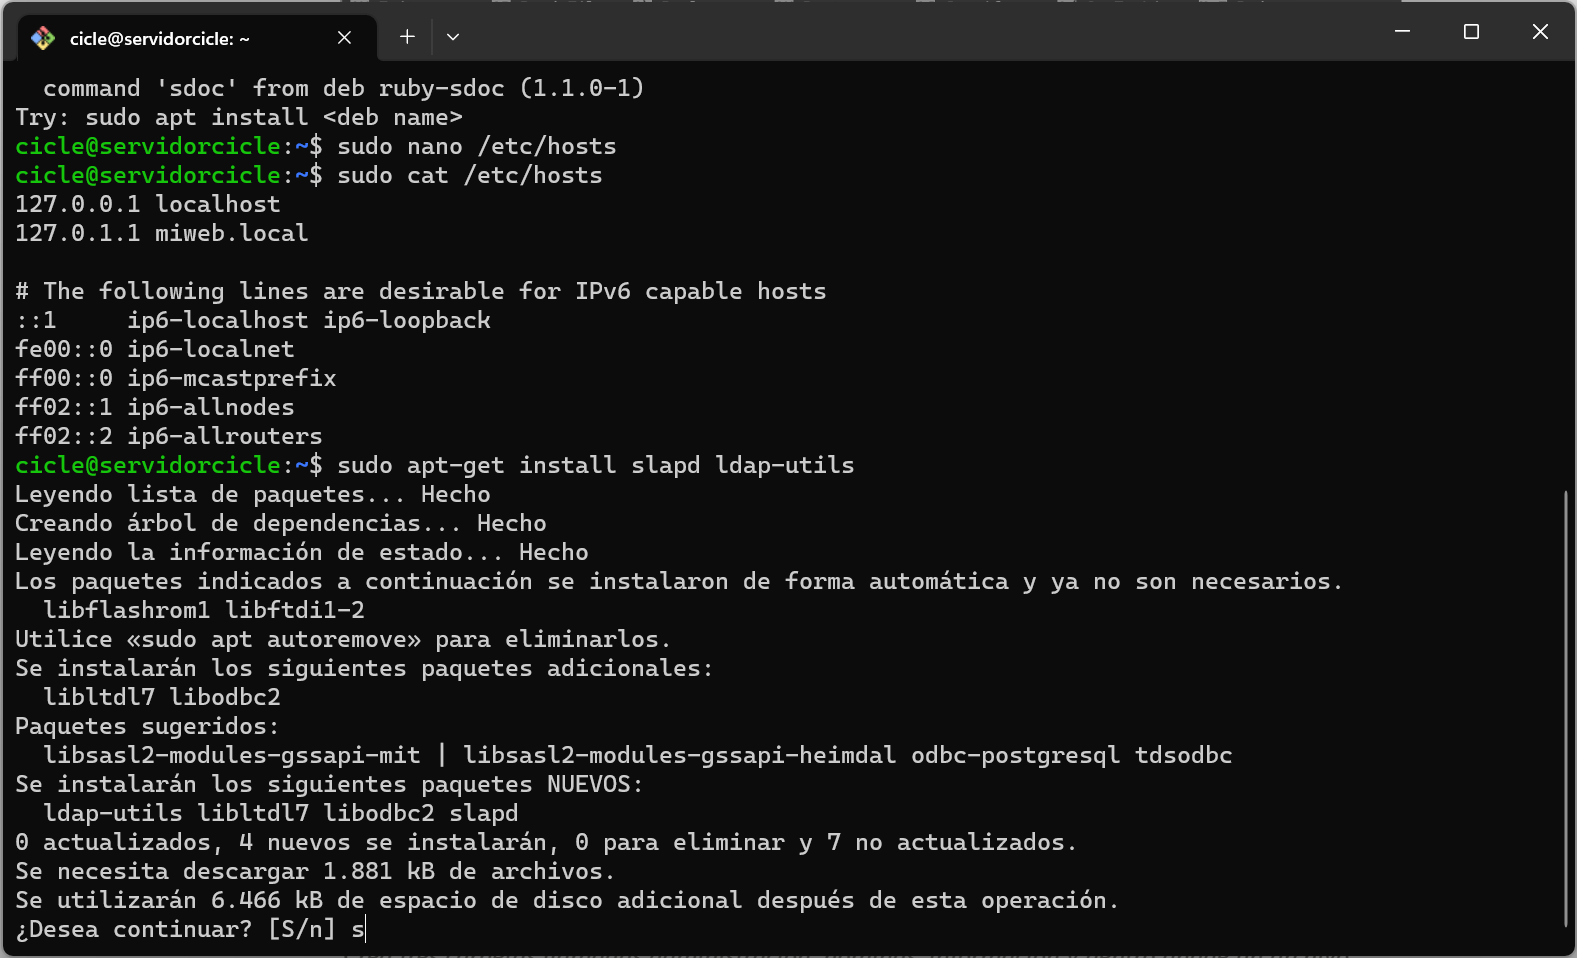 cicle@servidorcicle: ~
command 'sdoc' from deb ruby-sdoc (1.1.0-1)
Try: sudo apt install <deb name>
cicle@servidorcicle:~$ sudo nano /etc/hosts
cicle@servidorcicle:~$ sudo cat /etc/hosts
127.0.0.1 localhost
127.0.1.1 miweb.local
# The following lines are desirable for IPv6 capable hosts
::1     ip6-localhost ip6-loopback
fe00::0 ip6-localnet
ff00::0 ip6-mcastprefix
ff02::1 ip6-allnodes
ff02::2 ip6-allrouters
cicle@servidorcicle:~$ sudo apt-get install slapd ldap-utils
Leyendo lista de paquetes... Hecho
Creando árbol de dependencias... Hecho
Leyendo la información de estado... Hecho
Los paquetes indicados a continuación se instalaron de forma automática y ya no son necesarios.
  libflashrom1 libftdi1-2
Utilice «sudo apt autoremove» para eliminarlos.
Se instalarán los siguientes paquetes adicionales:
  libltdl7 libodbc2
Paquetes sugeridos:
  libsasl2-modules-gssapi-mit | libsasl2-modules-gssapi-heimdal odbc-postgresql tdsodbc
Se instalarán los siguientes paquetes NUEVOS:
  ldap-utils libltdl7 libodbc2 slapd
0 actualizados, 4 nuevos se instalarán, 0 para eliminar y 7 no actualizados.
Se necesita descargar 1.881 kB de archivos.
Se utilizarán 6.466 kB de espacio de disco adicional después de esta operación.
¿Desea continuar? [S/n] s